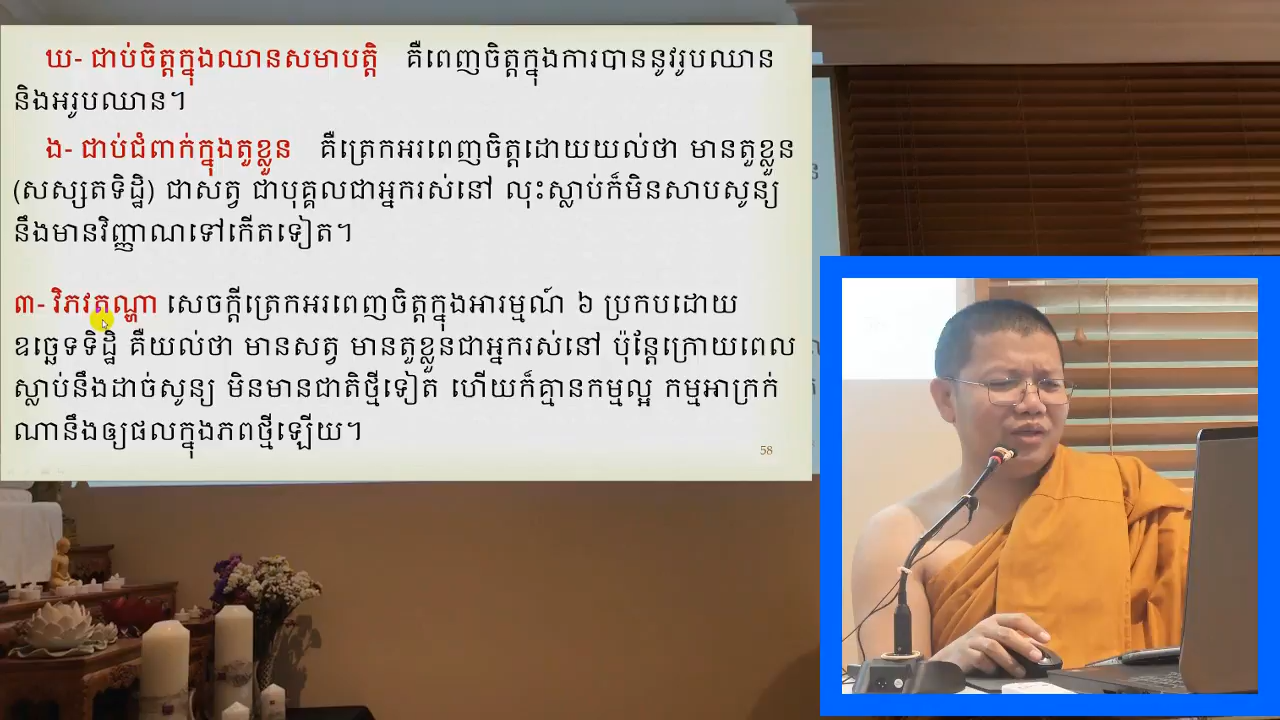 ឃ- ជាប់ចិត្តក្នុងឈានសមាបត្តិ គឺពេញចិត្តក្នុងការបាននូវរូបឈាន
និងអរូបឈាន។
ង- ជាប់ជំពាក់ក្នុងតួខ្លួន គឺត្រេកអរពេញចិត្តដោយយល់ថា មានតួខ្លួន
(សស្សតទិដ្ឋិ) ជាសត្វ ជាបុគ្គលជាអ្នករស់នៅ លុះស្លាប់ក៏មិនសាបសូន្យ
នឹងមានវិញ្ញាណទៅកើតទៀត។
៣- វិភវតណ្ហា សេចក្តីត្រេកអរពេញចិត្តក្នុងអារម្មណ៍ ៦ ប្រកបដោយ
ឧច្ឆេទទិដ្ឋិ គឺយល់ថា មានសត្វ មានតួខ្លួនជាអ្នករស់នៅ ប៉ុន្តែក្រោយពេល
ស្លាប់នឹងដាច់សូន្យ មិនមានជាតិថ្មីទៀត ហើយក៏គ្មានកម្មល្អ កម្មអាក្រក់
ណានឹងឲ្យផលក្នុងភពថ្មីឡើយ។
58